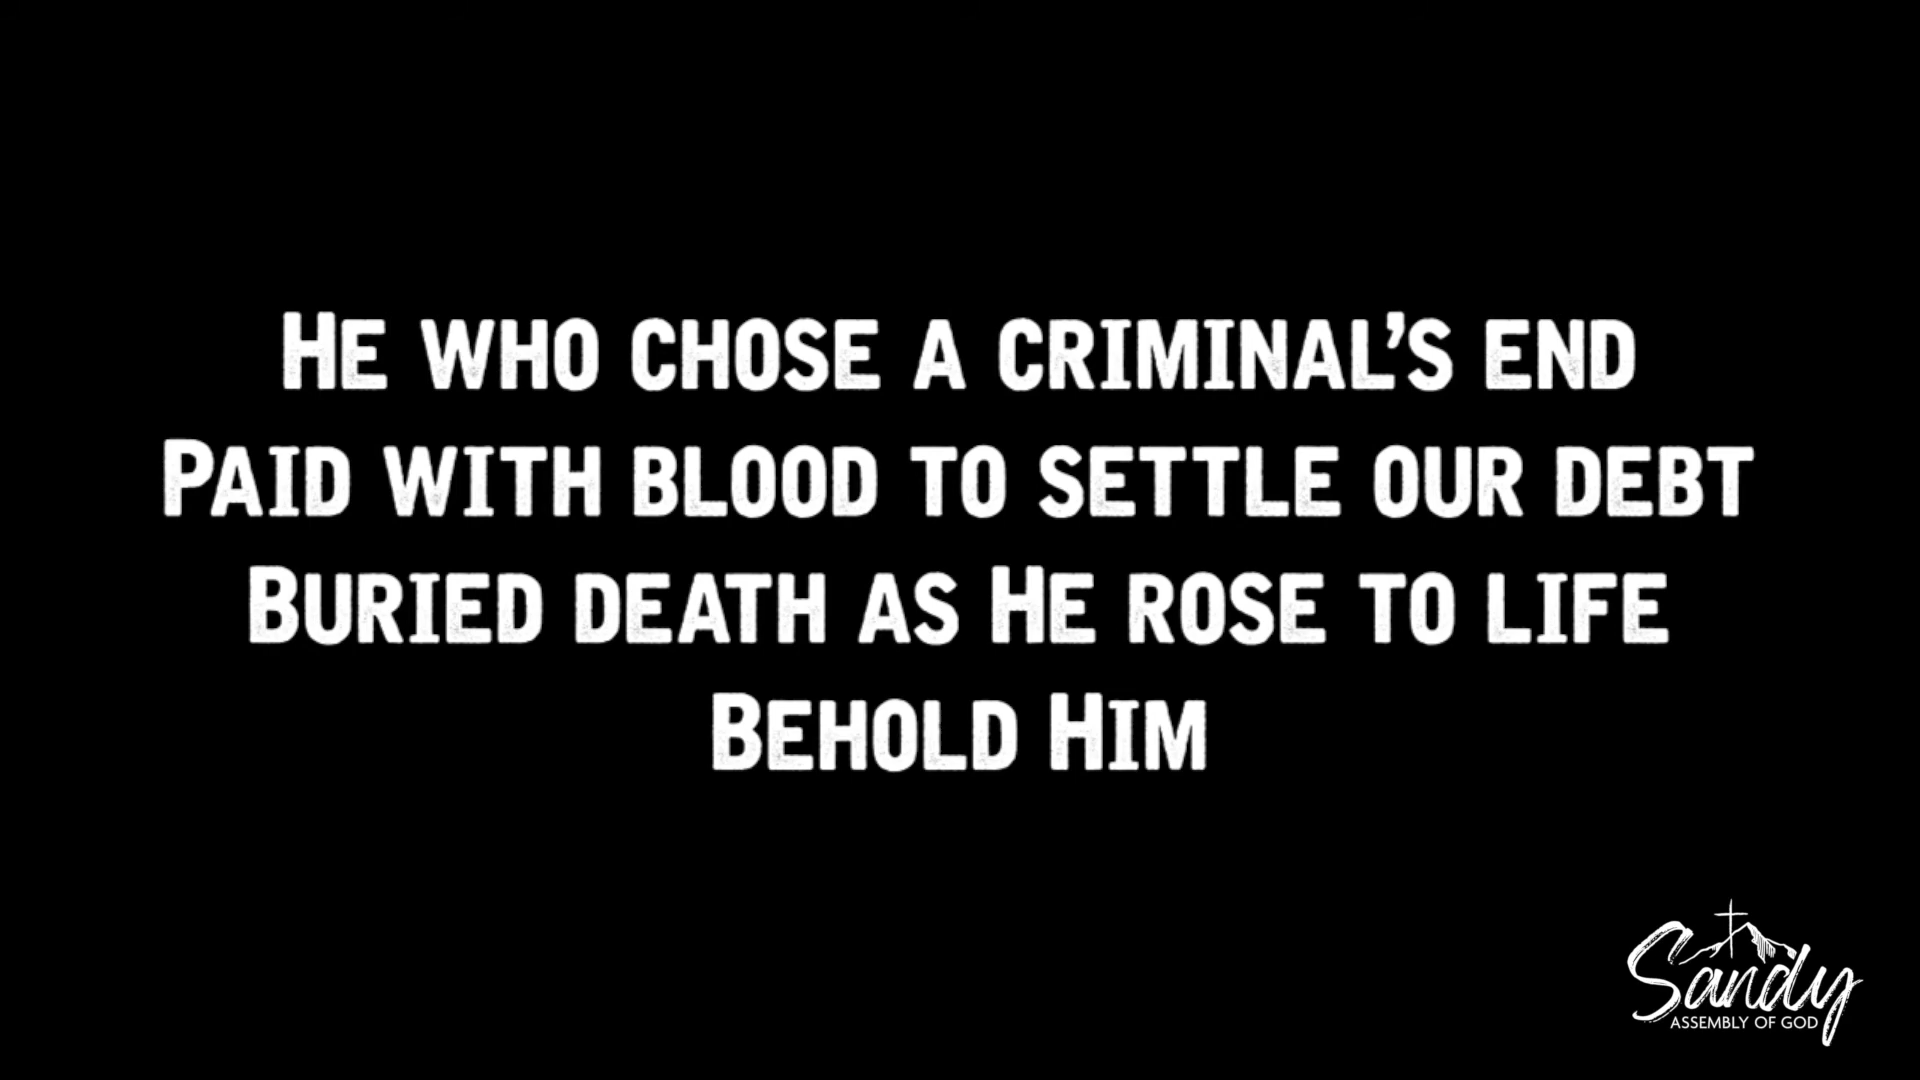 He who chose a criminal’s end
Paid with blood to settle our debt
Buried death as He rose to life
Behold Him
Sandy
ASSEMBLY OF GOD